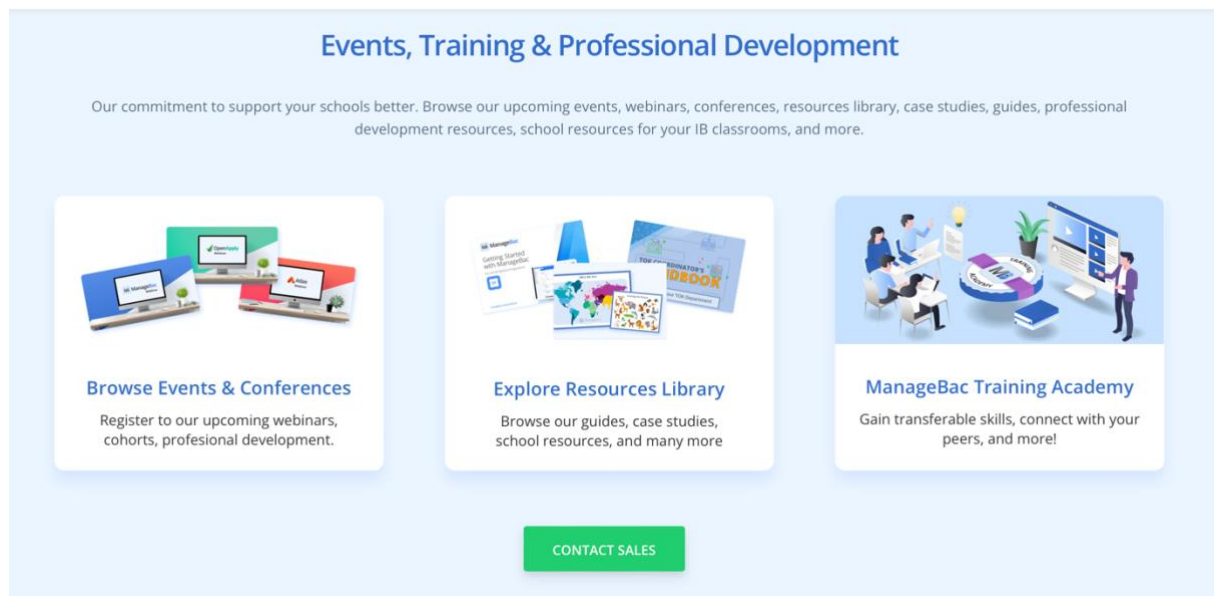 Events, Training & Professional Development
Our commitment to support your schools better. Browse our upcoming events, webinars, conferences, resources library, case studies, guides, professional
development resources, school resources for your IB classrooms, and more.
OpenApply
ManageBac
Atlas
ManageBac
Getting Started
with ManageBac
TOK COORDINATOR'S
Browse Events & Conferences
Register to our upcoming webinars,
cohorts, profesional development.
Explore Resources Library
Browse our guides, case studies,
school resources, and many more
ACADEMY
ManageBac Training Academy
Gain transferable skills, connect with your
peers, and more!
CONTACT SALES